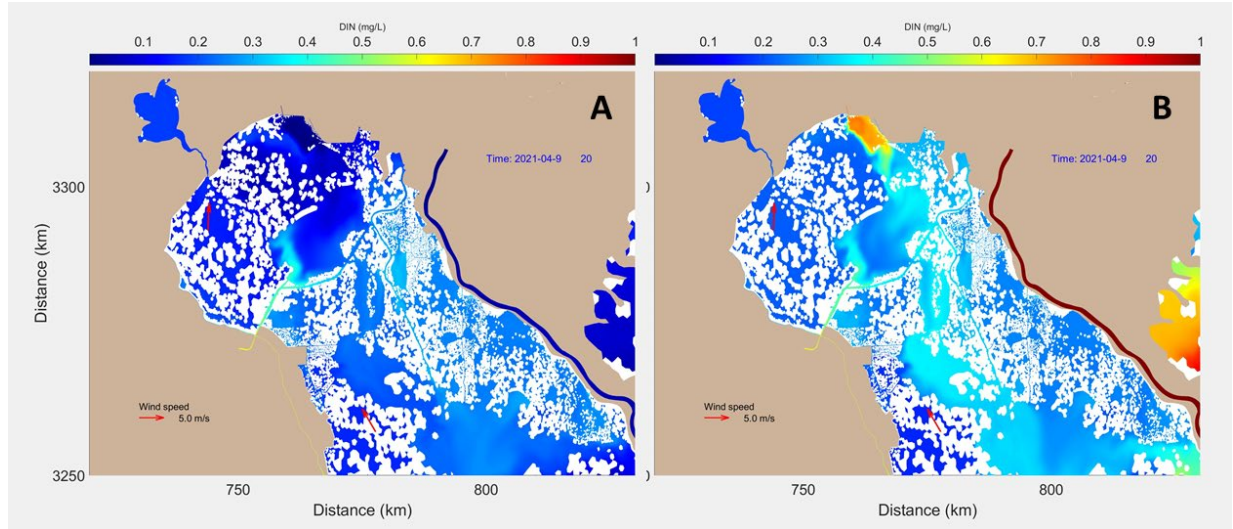 DIN (mg/L)
0.1 0.2 0.3 0.4 0.5 0.6 0.7 0.8 0.9 1
A
Time: 2021-04-9 20
3300
Distance (km)
Wind speed
5.0 m/s
3250
750 800
Distance (km)
DIN (mg/L)
0.1 0.2 0.3 0.4 0.5 0.6 0.7 0.8 0.9 1
B
Time: 2021-04-9 20
0
Wind speed
5.0 m/s
0
750 800
Distance (km)